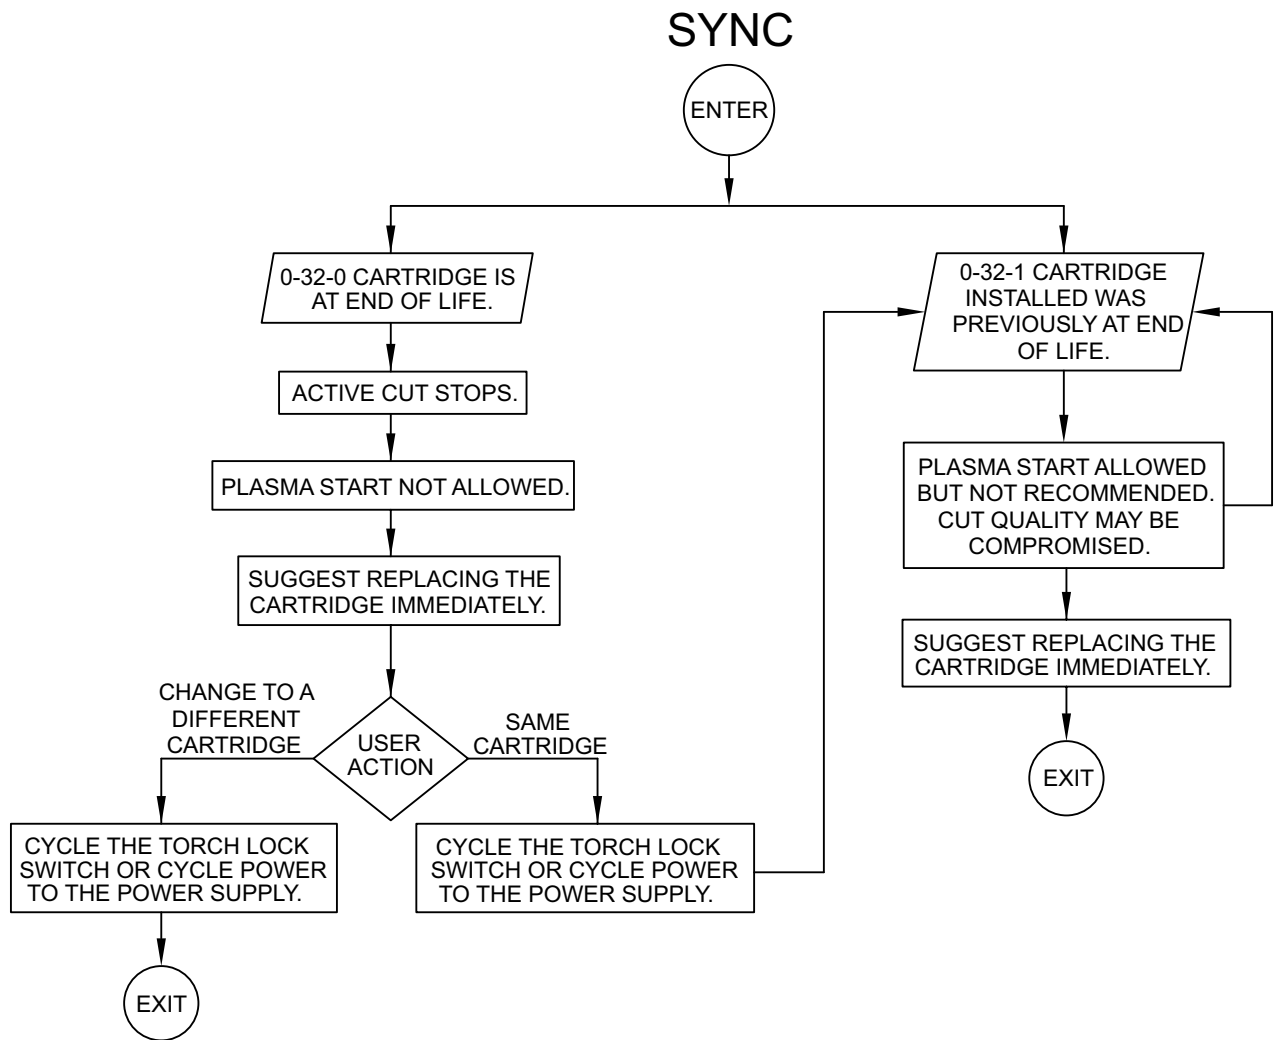 SYNC
ENTER
0-32-0 CARTRIDGE IS
AT END OF LIFE.
ACTIVE CUT STOPS.
PLASMA START NOT ALLOWED.
SUGGEST REPLACING THE
CARTRIDGE IMMEDIATELY.
USER
ACTION
CHANGE TO A
DIFFERENT
CARTRIDGE
CYCLE THE TORCH LOCK
SWITCH OR CYCLE POWER
TO THE POWER SUPPLY.
EXIT
SAME
CARTRIDGE
CYCLE THE TORCH LOCK
SWITCH OR CYCLE POWER
TO THE POWER SUPPLY.
0-32-1 CARTRIDGE
INSTALLED WAS
PREVIOUSLY AT END
OF LIFE.
PLASMA START ALLOWED
BUT NOT RECOMMENDED.
CUT QUALITY MAY BE
COMPROMISED.
SUGGEST REPLACING THE
CARTRIDGE IMMEDIATELY.
EXIT